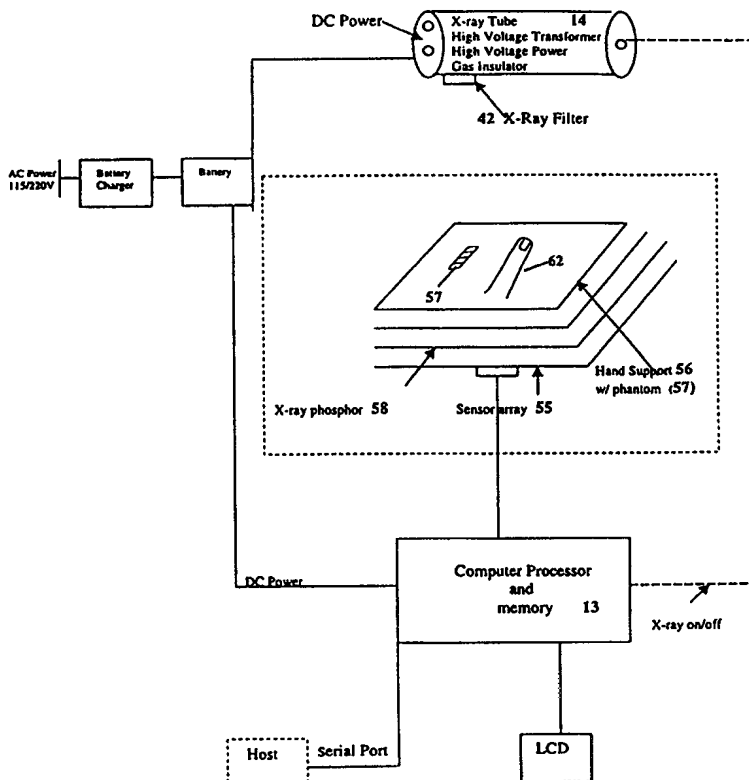 DC Power
X-ray Tube 14
High Voltage Transformer
High Voltage Power
Gas Insulator
42 X-Ray Filter
AC Power
115/220V
Battery
Charger
Banery
62
57
Hand Support 56
w/ phantom (57)
X-ray phosphor 58
Sensor array 55
DC Power
Computer Processor
and
memory 13
X-ray on/off
Host
Serial Port
LCD